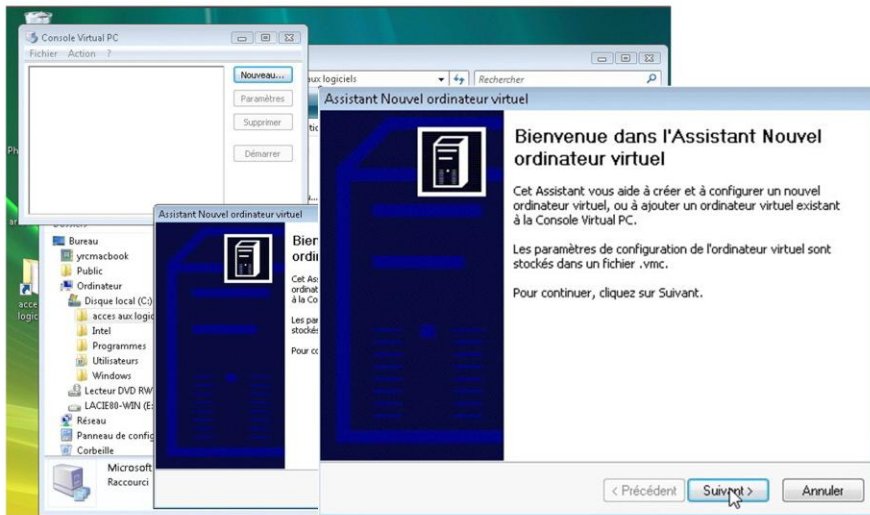 Console Virtual PC
Fichier Action ?
Nouveau...
Paramètres
Supprimer
Démarrer
aux logiciels
Rechercher
Bureau
yrcmacbook
Public
Ordinateur
Disque local (C:)
acces aux logic
Intel
Programmes
Utilisateurs
Windows
Lecteur DVD RW
LACIE80-WIN (E:
Réseau
Panneau de config
Corbeille
Microsoft
Raccourci
acce
logic
Assistant Nouvel ordinateur virtuel
Bien
ordi
Cet As
ordinat
à la Co
Les par
stockés
Pour co
Assistant Nouvel ordinateur virtuel
Bienvenue dans l'Assistant Nouvel
ordinateur virtuel
Cet Assistant vous aide à créer et à configurer un nouvel
ordinateur virtuel, ou à ajouter un ordinateur virtuel existant
à la Console Virtual PC.
Les paramètres de configuration de l'ordinateur virtuel sont
stockés dans un fichier .vmc.
Pour continuer, cliquez sur Suivant.
< Précédent
Suivant >
Annuler